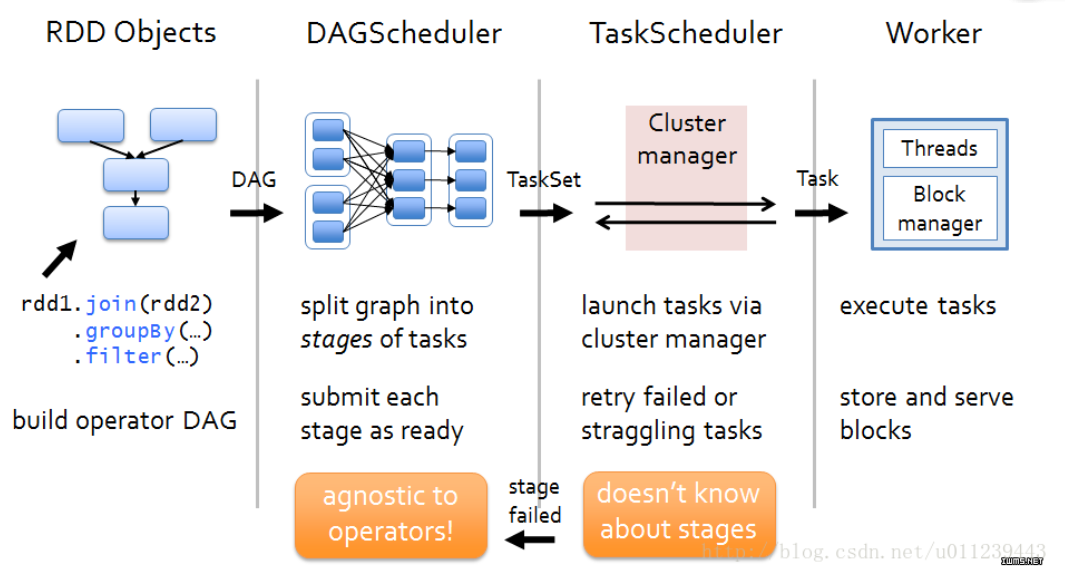 RDD Objects
DAGScheduler
TaskScheduler
Worker
DAG
TaskSet
Cluster
manager
Task
Threads
Block
manager
rdd1.join(rdd2)
.groupBy(…)
.filter(…)
build operator DAG
split graph into
stages of tasks
submit each
stage as ready
agnostic to
operators!
stage
failed
launch tasks via
cluster manager
retry failed or
straggling tasks
doesn't know
about stages
execute tasks
store and serve
blocks
http://blog.csdn.net/u011239443
IWMS.NET